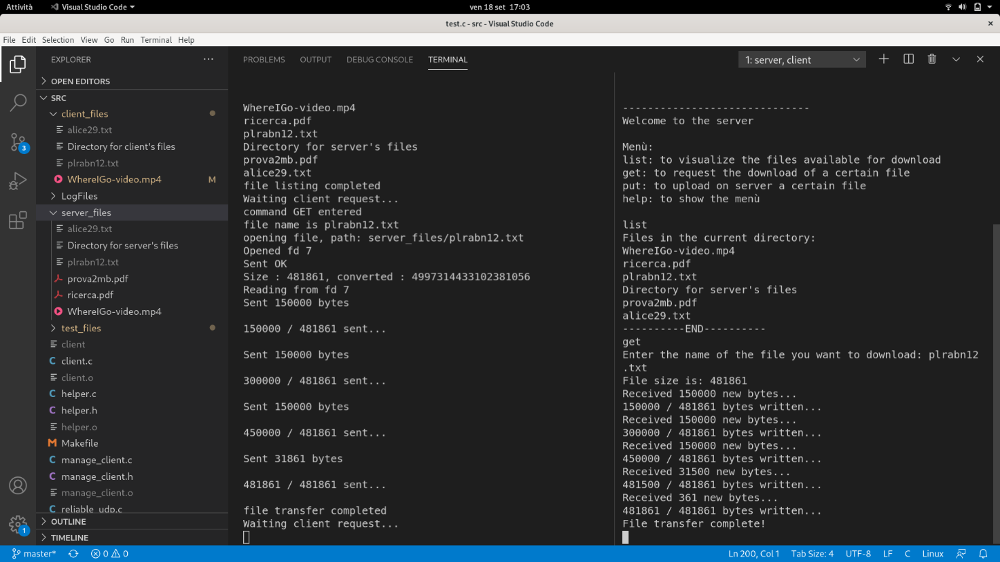 Attività
Visual Studio Code
ven 18 set 17:03
test.c - src - Visual Studio Code
File Edit Selection View Go Run Terminal Help
EXPLORER
OPEN EDITORS
SRC
client_files
alice29.txt
Directory for client's files
plrabn12.txt
WhereIGo-video.mp4 M
LogFiles
server_files
alice29.txt
Directory for server's files
plrabn12.txt
prova2mb.pdf
ricerca.pdf
WhereIGo-video.mp4
test_files
client
client.c
client.o
helper.c
helper.h
helper.o
Makefile
manage_client.c
manage_client.h
manage_client.o
reliable_udp.c
OUTLINE
TIMELINE
3
1
PROBLEMS OUTPUT DEBUG CONSOLE TERMINAL
1: server, client
WhereIGo-video.mp4
ricerca.pdf
plrabn12.txt
Directory for server's files
prova2mb.pdf
alice29.txt
file listing completed
Waiting client request...
command GET entered
file name is plrabn12.txt
opening file, path: server_files/plrabn12.txt
Opened fd 7
Sent OK
Size : 481861, converted : 4997314433102381056
Reading from fd 7
Sent 150000 bytes
150000 / 481861 sent...
Sent 150000 bytes
300000 / 481861 sent...
Sent 150000 bytes
450000 / 481861 sent...
Sent 31861 bytes
481861 / 481861 sent...
file transfer completed
Waiting client request...
------------------------------
Welcome to the server
Menù:
list: to visualize the files available for download
get: to request the download of a certain file
put: to upload on server a certain file
help: to show the menù
list
Files in the current directory:
WhereIGo-video.mp4
ricerca.pdf
plrabn12.txt
Directory for server's files
prova2mb.pdf
alice29.txt
----------END----------
get
Enter the name of the file you want to download: plrabn12
.txt
File size is: 481861
Received 150000 new bytes...
150000 / 481861 bytes written...
Received 150000 new bytes...
300000 / 481861 bytes written...
Received 150000 new bytes...
450000 / 481861 bytes written...
Received 31500 new bytes...
481500 / 481861 bytes written...
Received 361 new bytes...
481861 / 481861 bytes written...
File transfer complete!
master* 0 0 Ln 200, Col 1 Tab Size: 4 UTF-8 LF C Linux